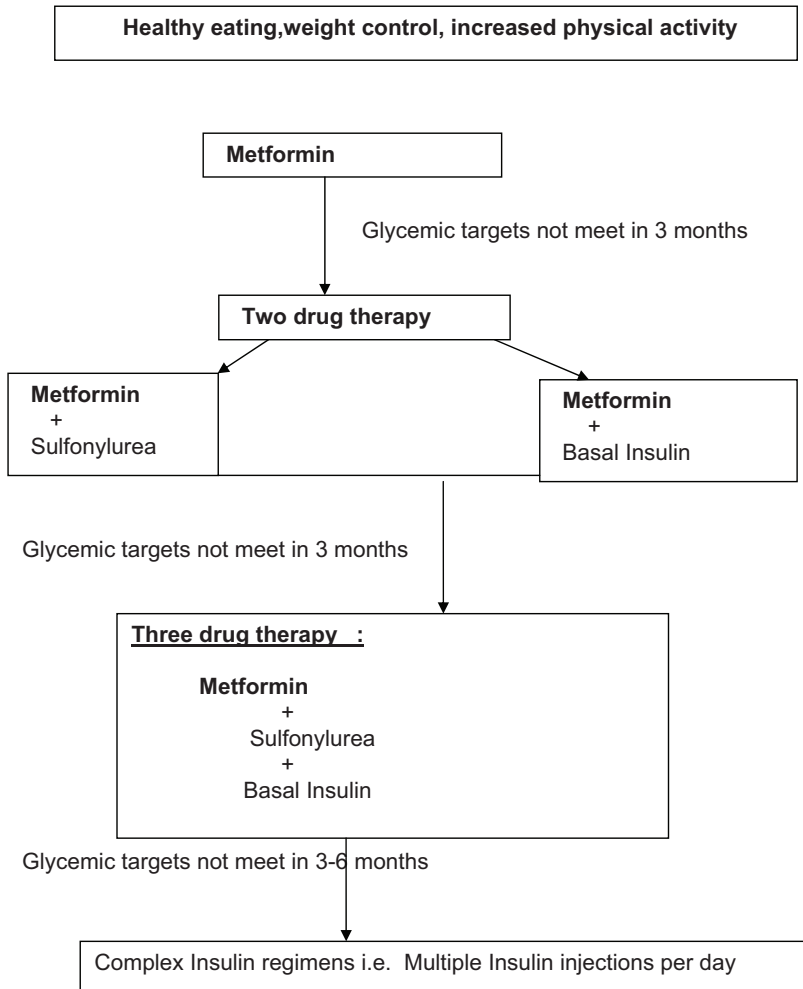 Healthy eating,weight control, increased physical activity
Metformin
Glycemic targets not meet in 3 months
Two drug therapy
Metformin
+
Sulfonylurea
Metformin
+
Basal Insulin
Glycemic targets not meet in 3 months
Three drug therapy :
Metformin
+
Sulfonylurea
+
Basal Insulin
Glycemic targets not meet in 3-6 months
Complex Insulin regimens i.e. Multiple Insulin injections per day